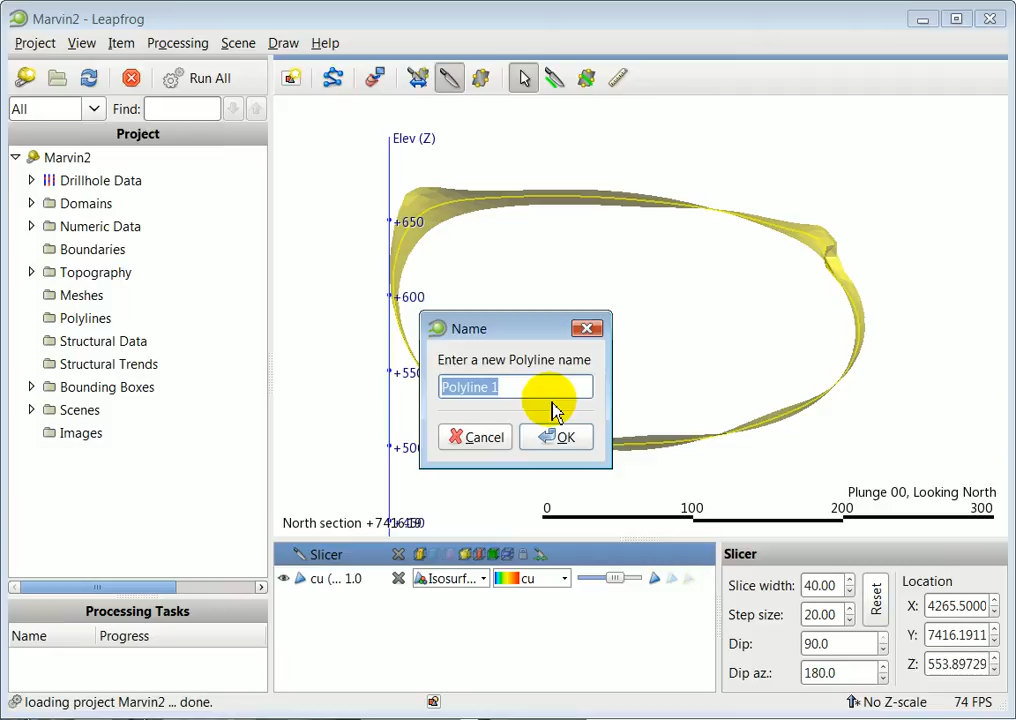 Marvin2 - Leapfrog
Project View Item Processing Scene Draw Help
Run All
All Find:
Project
Marvin2
Drillhole Data
Domains
Numeric Data
Boundaries
Topography
Meshes
Polylines
Structural Data
Structural Trends
Bounding Boxes
Scenes
Images
Processing Tasks
Name Progress
loading project Marvin2 ... done.
Elev (Z)
+650
+600
+550
+500
Name
Enter a new Polyline name
Polyline 1
Cancel OK
Plunge 00, Looking North
0 100 200 300
North section
Slicer
cu (... 1.0 Isosurf... cu
Slicer
Slice width: 40.00
Step size: 20.00
Dip: 90.0
Dip az.: 180.0
Reset
Location
X: 4265.5000
Y: 7416.1911
Z: 553.89729
No Z-scale 74 FPS